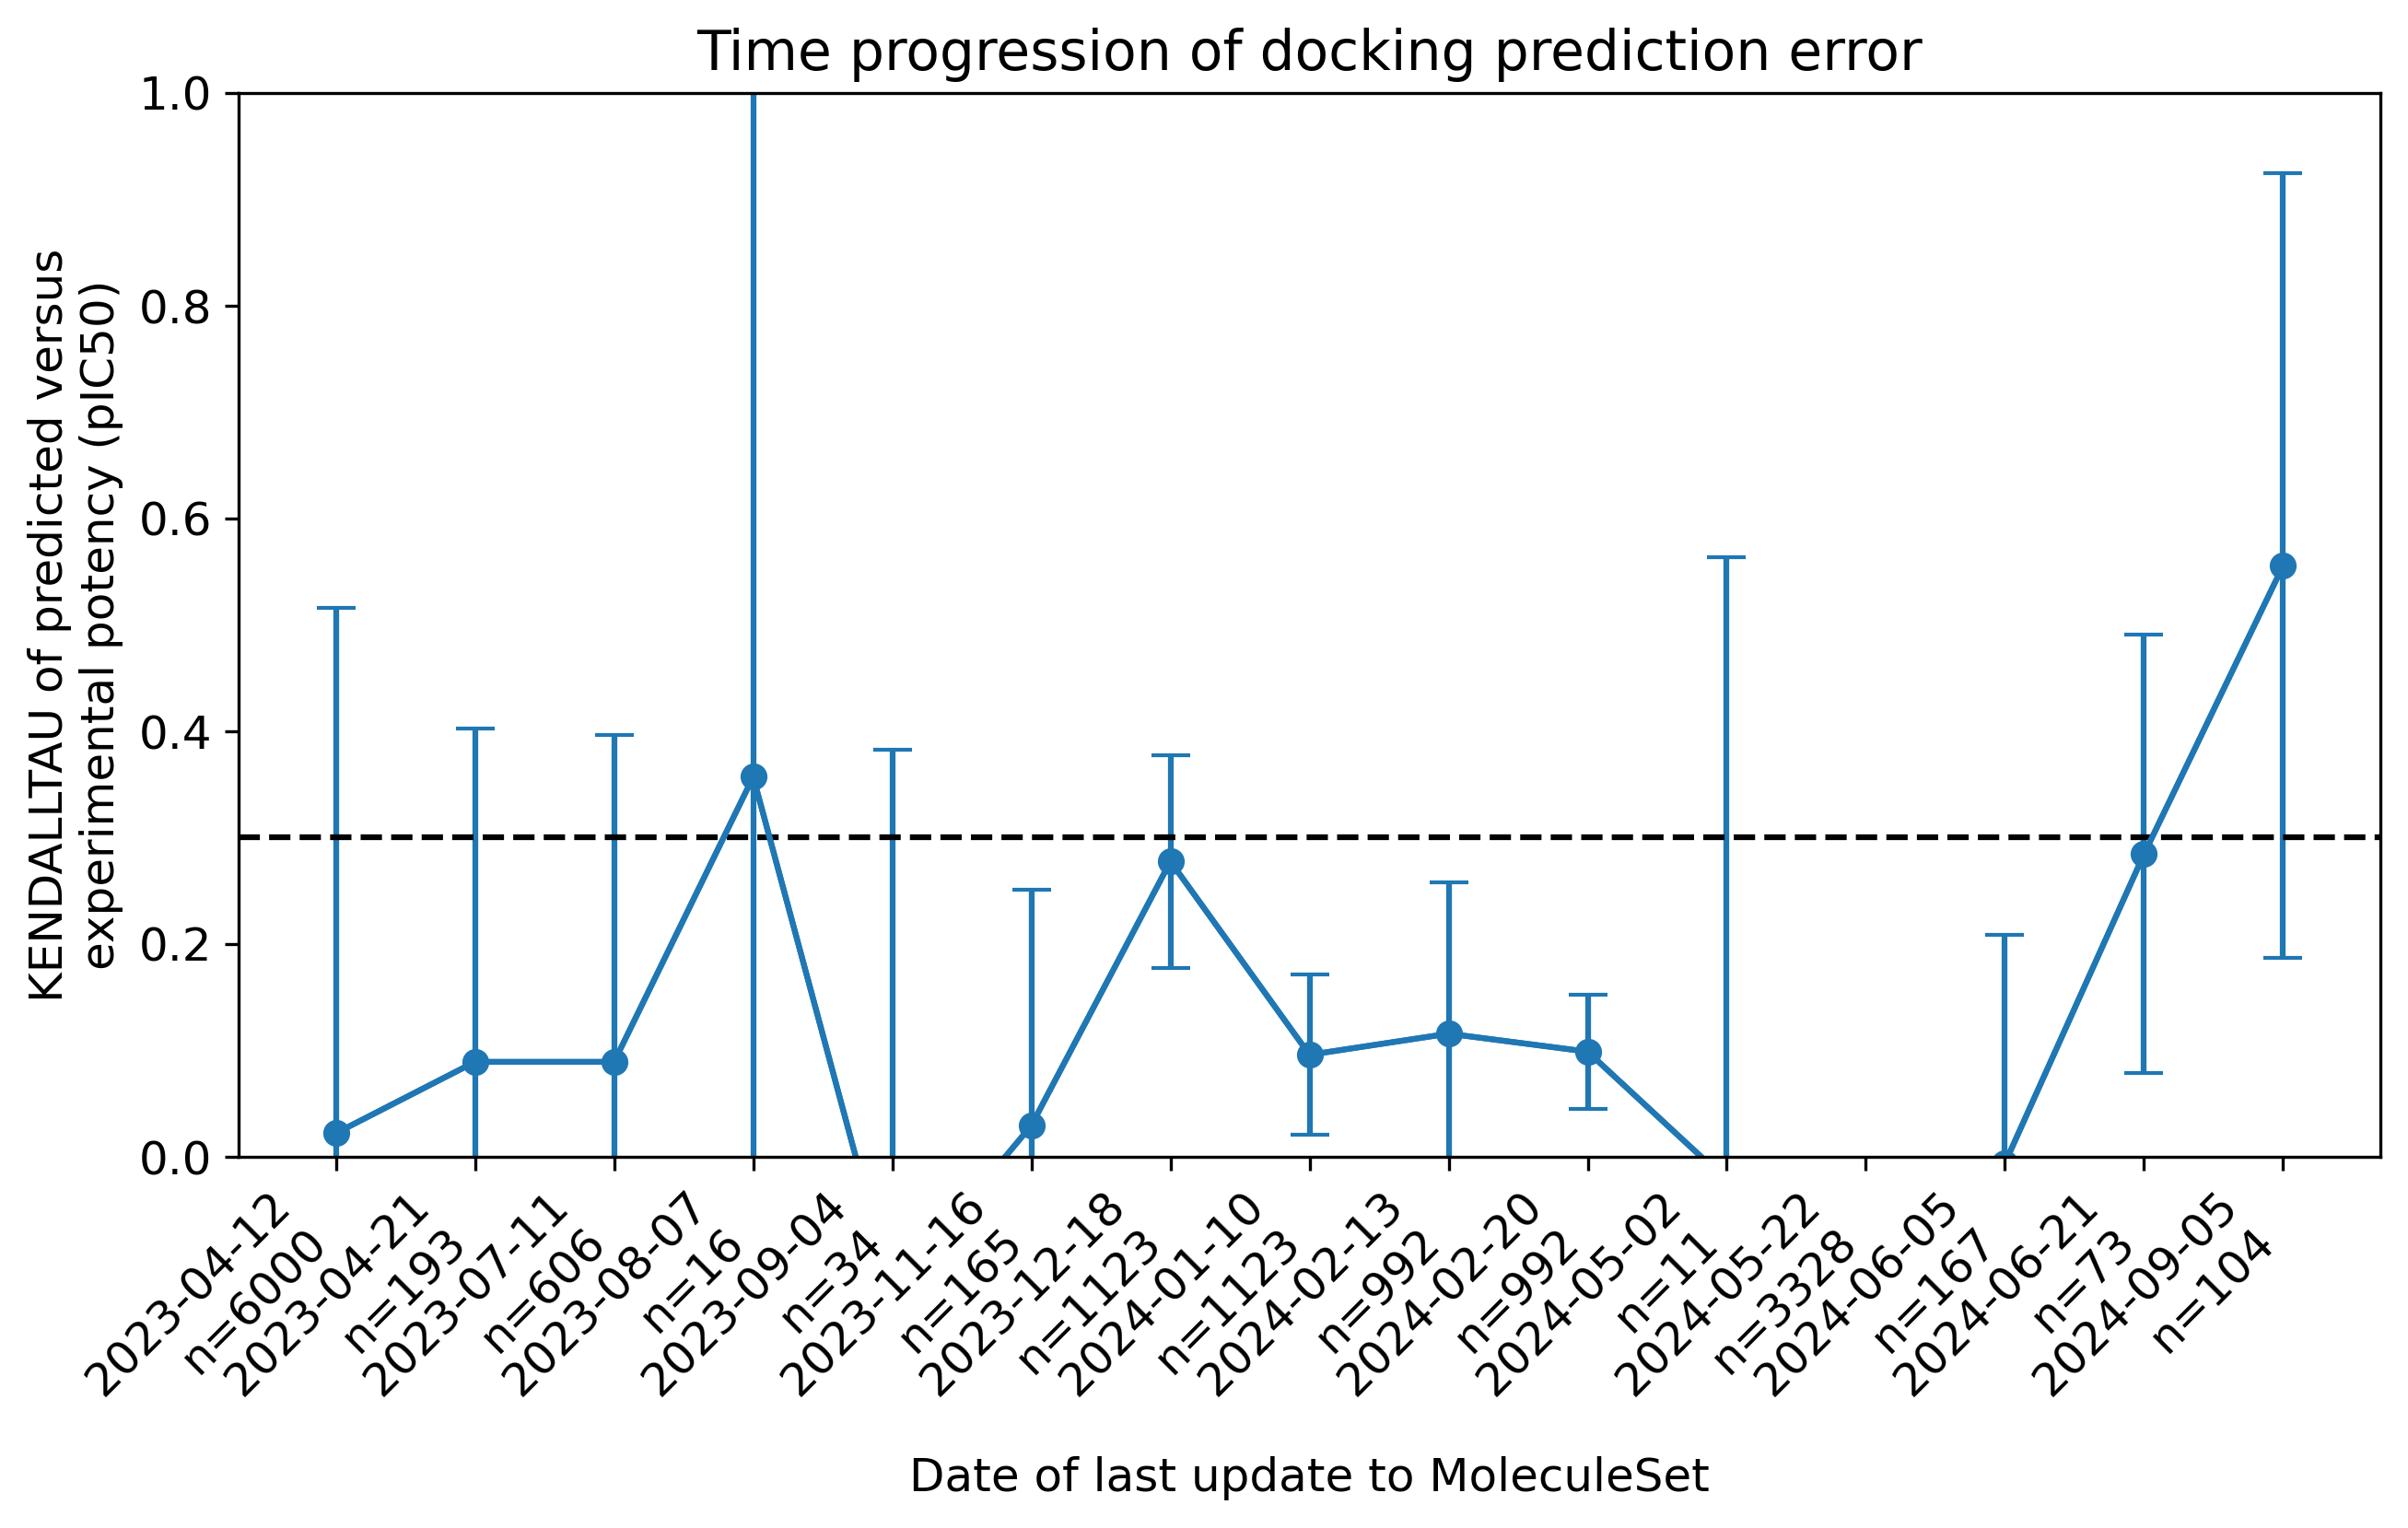 Time progression of docking prediction error
KENDALLTAU of predicted versus
experimental potency (pIC50)
1.0
0.8
0.6
0.4
0.2
0.0
2023-04-12
n=6000
2023-04-21
n=193
2023-07-11
n=606
2023-08-07
n=16
2023-09-04
n=34
2023-11-16
n=165
2023-12-18
n=1123
2024-01-10
n=1123
2024-02-13
n=992
2024-02-20
n=992
2024-05-02
n=11
2024-05-22
n=3328
2024-06-05
n=167
2024-06-21
n=73
2024-09-05
n=104
Date of last update to MoleculeSet